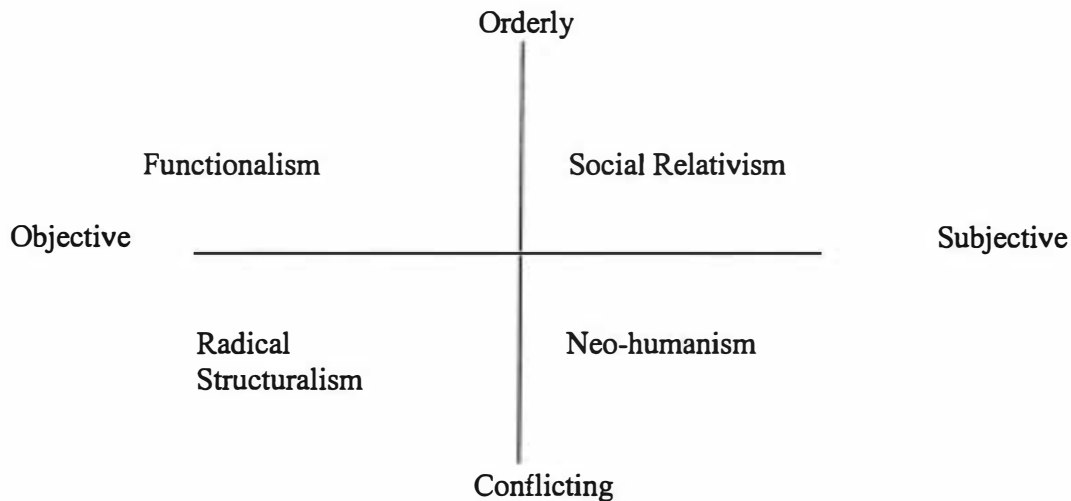 Orderly
Functionalism
Social Relativism
Objective
Subjective
Radical
Structuralism
Neo-humanism
Conflicting